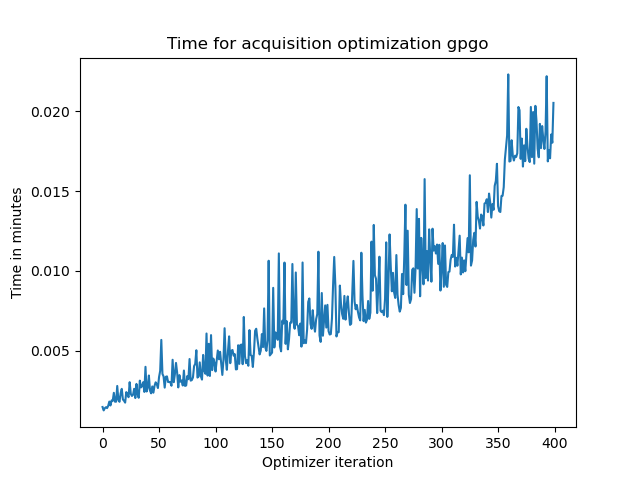 Time for acquisition optimization gpgo
0.020
0.015
0.010
0.005
Time in minutes
0 50 100 150 200 250 300 350 400
Optimizer iteration